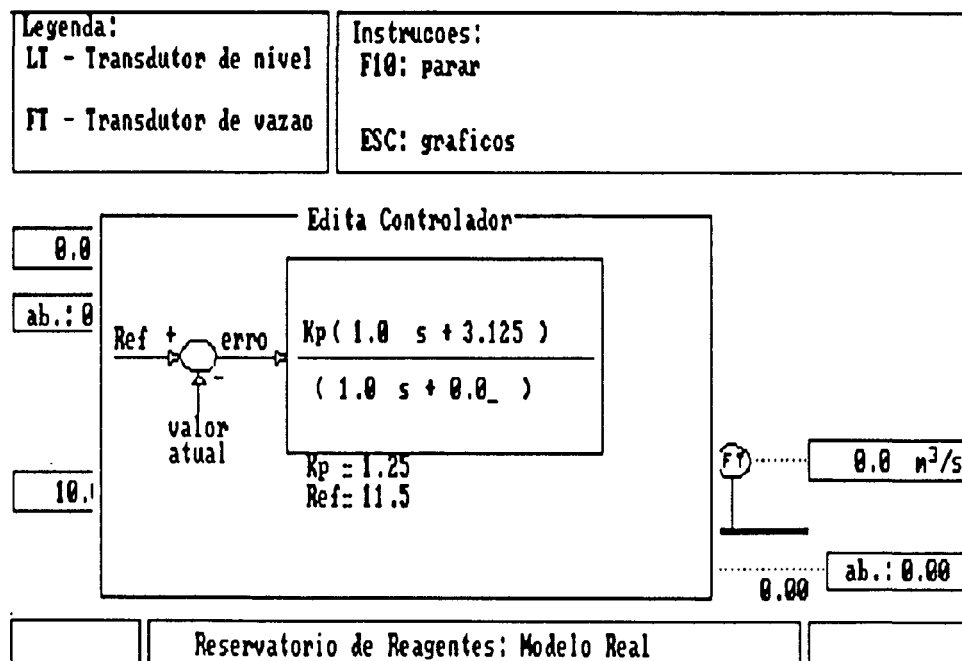 Legenda:
LT - Transdutor de nivel
FT - Transdutor de vazao
Instrucoes:
F10: parar
ESC: graficos
Edita Controlador
0.0
ab.: 0
10.
Ref + erro
-
valor
atual
Kp( 1.0 s + 3.125 )
( 1.0 s + 0.0_ )
Kp = 1.25
Ref= 11.5
FT
0.0 m³/s
ab.: 0.00
0.00
Reservatorio de Reagentes: Modelo Real